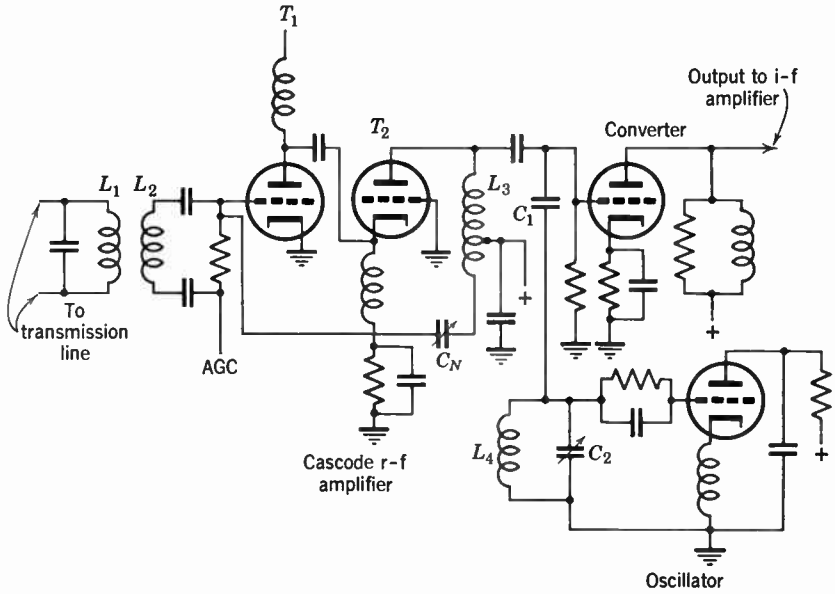 T₁
Output to i-f
amplifier
T₂
Converter
L₁ L₂
L₃
C₁
+
+
To
transmission
line
AGC
C_N
+
L₄
C₂
Cascode r-f
amplifier
Oscillator